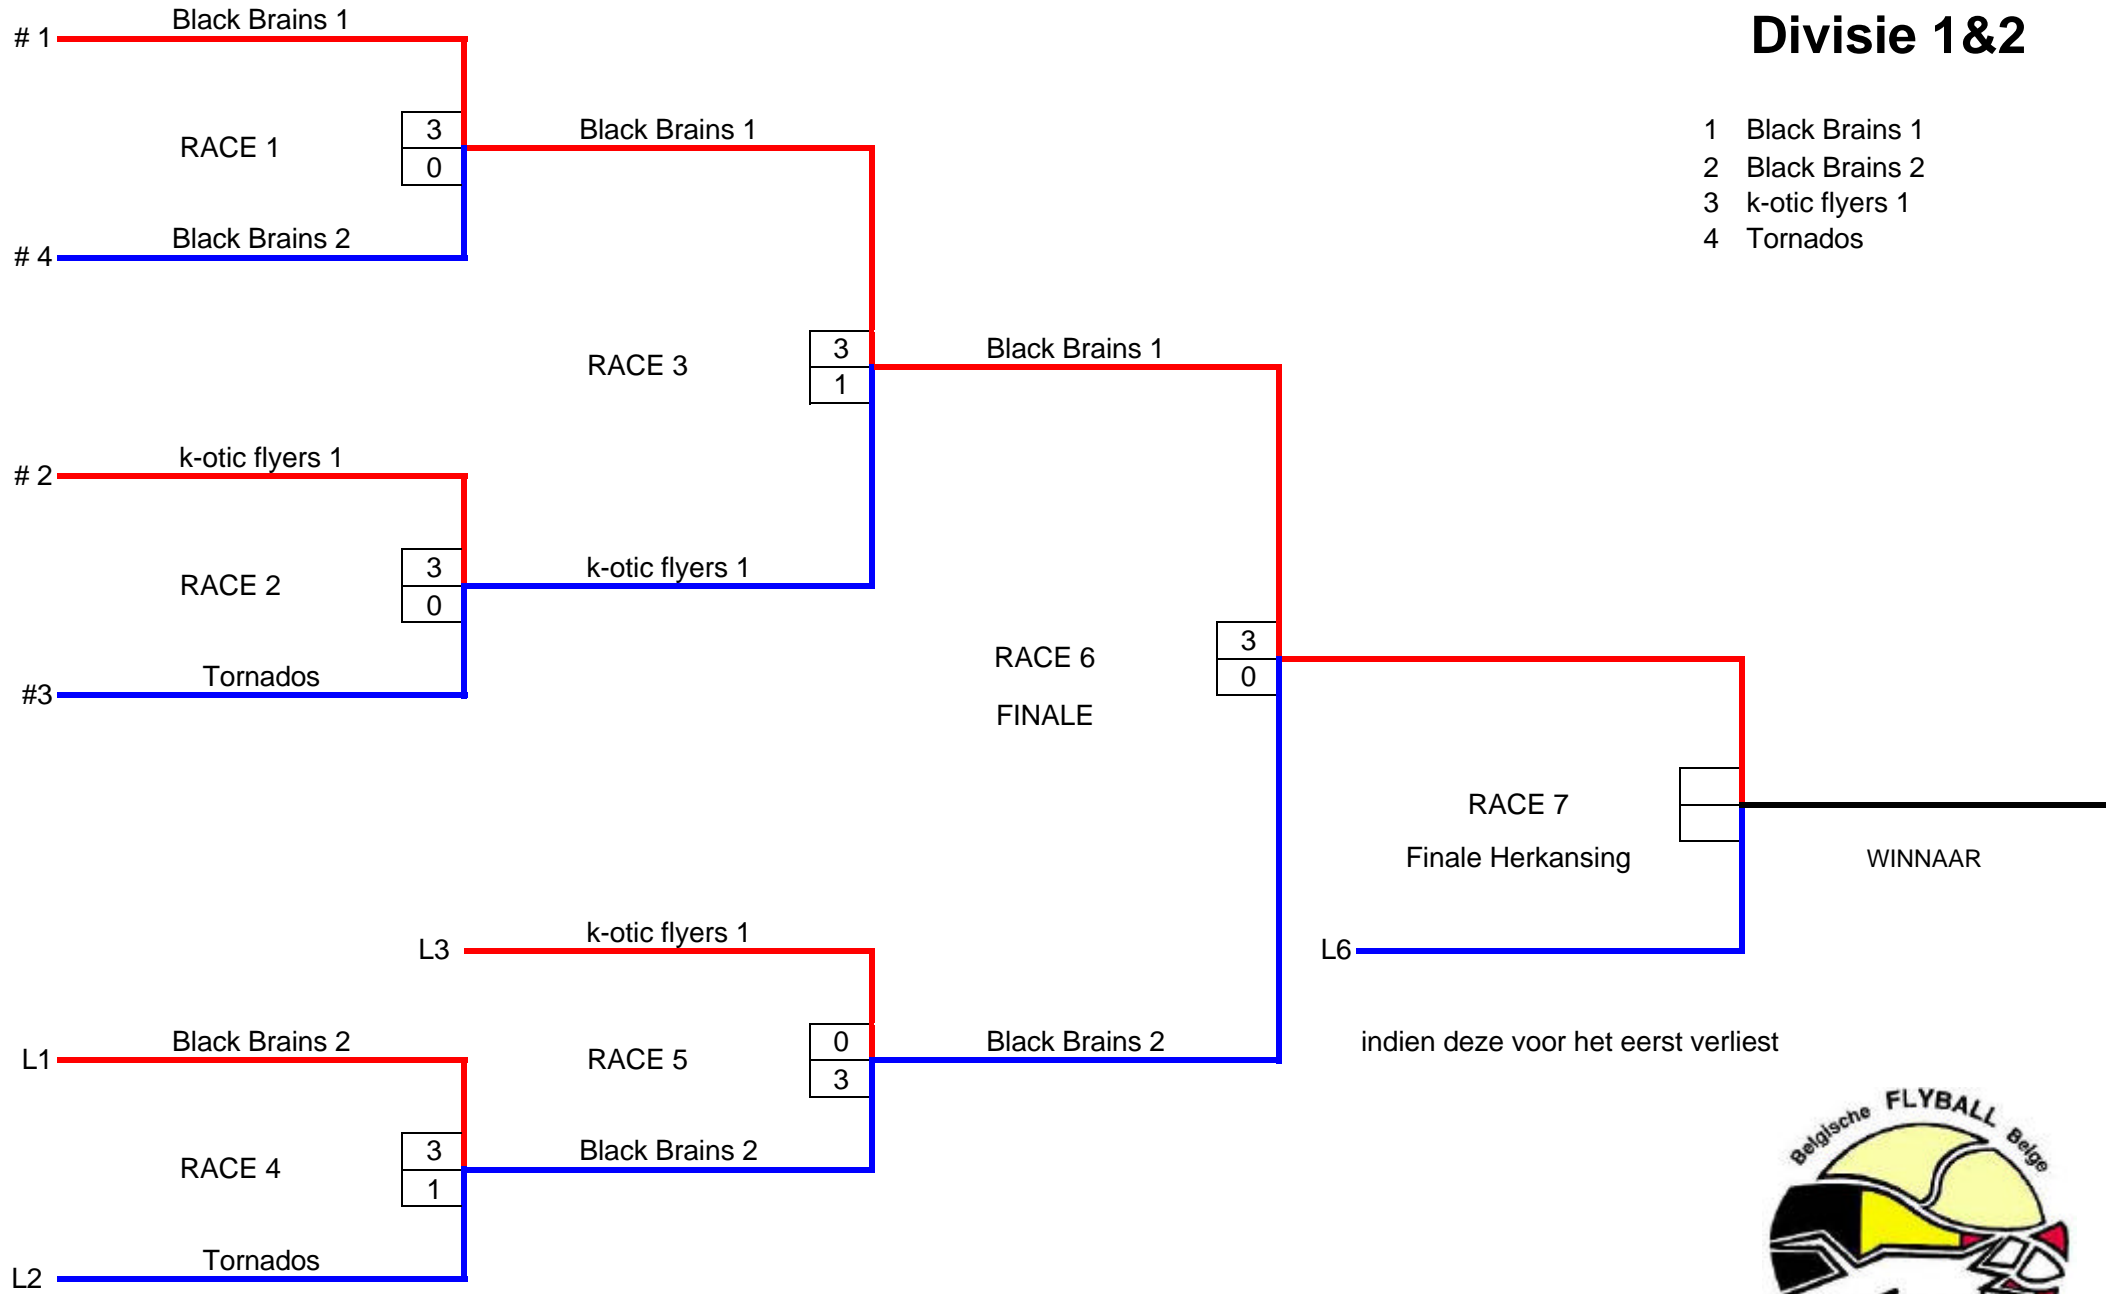 Divisie 1&2
1 Black Brains 1
2 Black Brains 2
3 k-otic flyers 1
4 Tornados
# 1
Black Brains 1
RACE 1
3
0
Black Brains 1
# 4
Black Brains 2
RACE 3
3
1
Black Brains 1
# 2
k-otic flyers 1
RACE 2
3
0
k-otic flyers 1
#3
Tornados
RACE 6
FINALE
3
0
RACE 7
Finale Herkansing
WINNAAR
L3
k-otic flyers 1
L6
indien deze voor het eerst verliest
L1
Black Brains 2
RACE 5
0
3
Black Brains 2
RACE 4
3
1
Black Brains 2
L2
Tornados
Belgische FLYBALL Belge